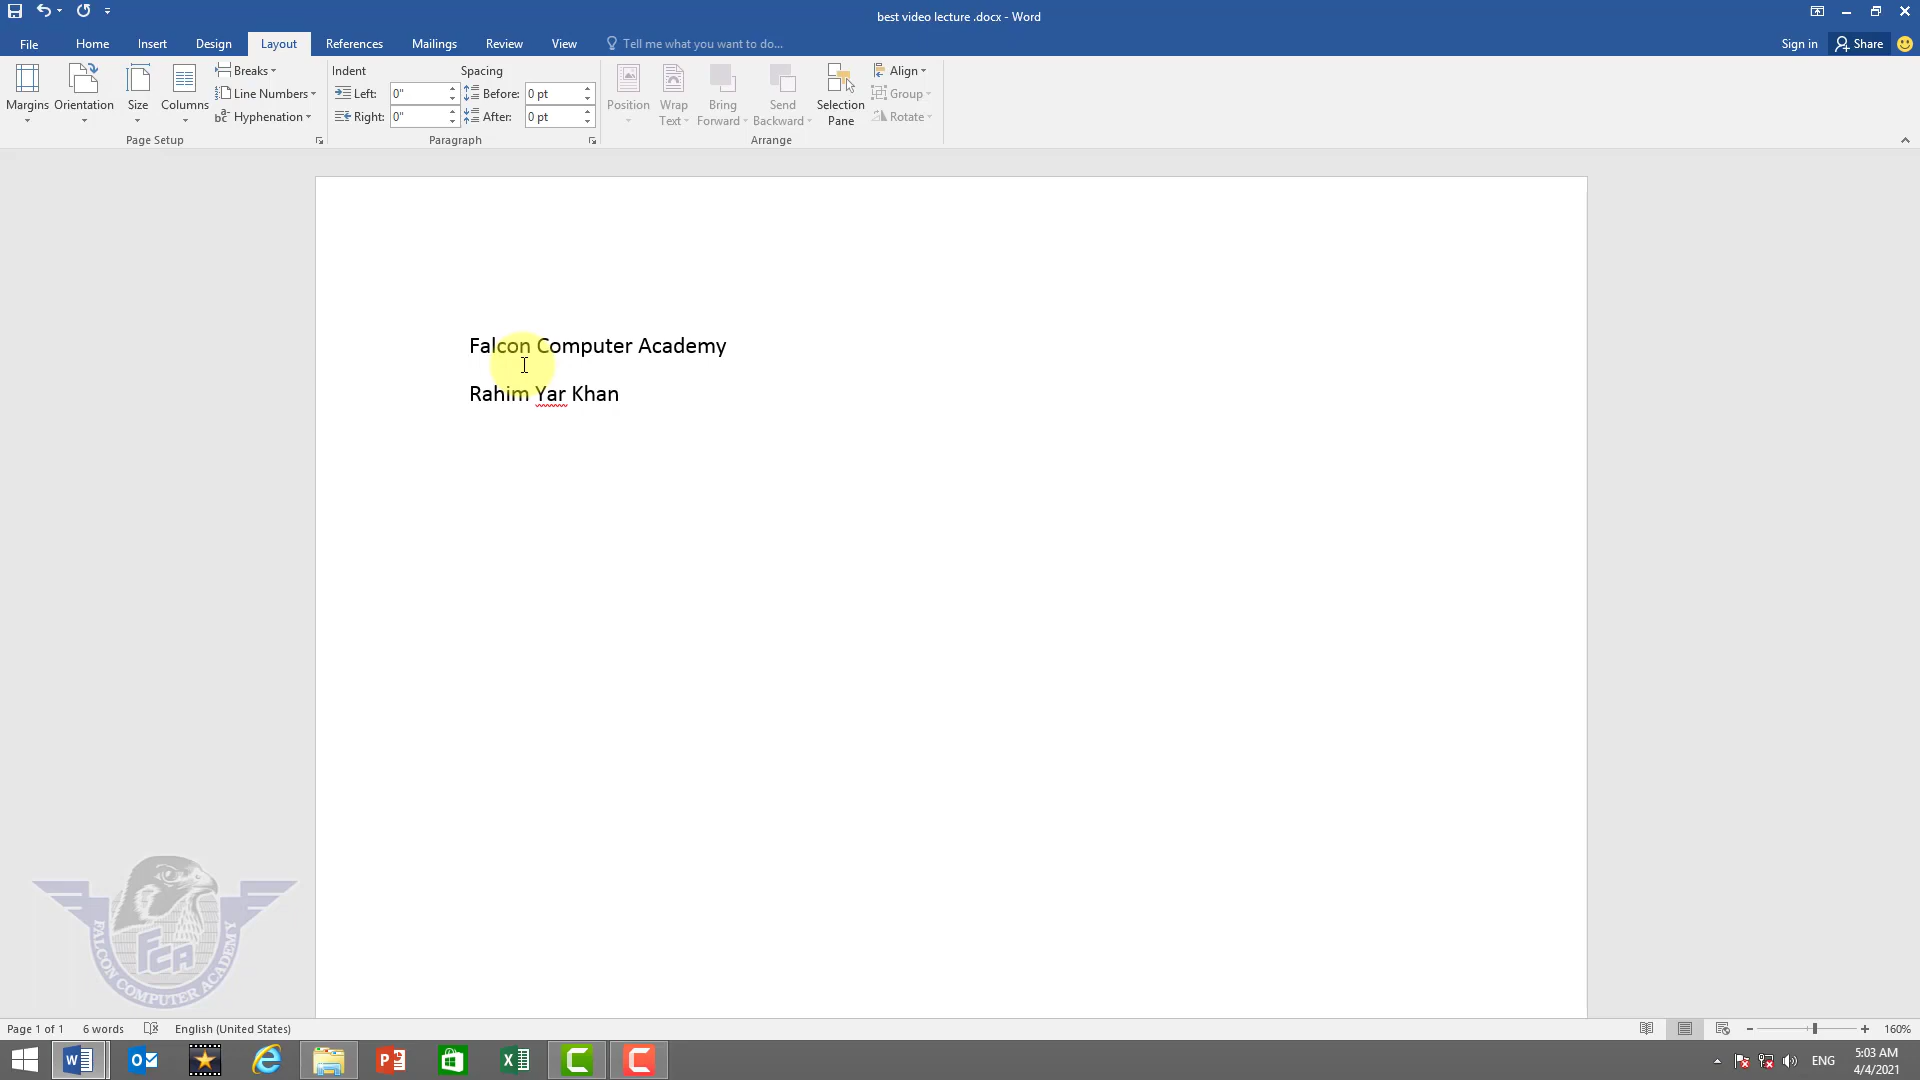 best video lecture .docx - Word
File Home Insert Design Layout References Mailings Review View Tell me what you want to do... Sign in Share
Margins Orientation Size Columns
Breaks
Line Numbers
Hyphenation
Page Setup
Indent Spacing
Left: 0" Before: 0 pt
Right: 0" After: 0 pt
Paragraph
Position Wrap Text Bring Forward Send Backward Selection Pane
Align
Group
Rotate
Arrange
Falcon Computer Academy
Rahim Yar Khan
FCA
FALCON COMPUTER ACADEMY
Page 1 of 1 6 words English (United States) 160%
ENG 5:03 AM
4/4/2021